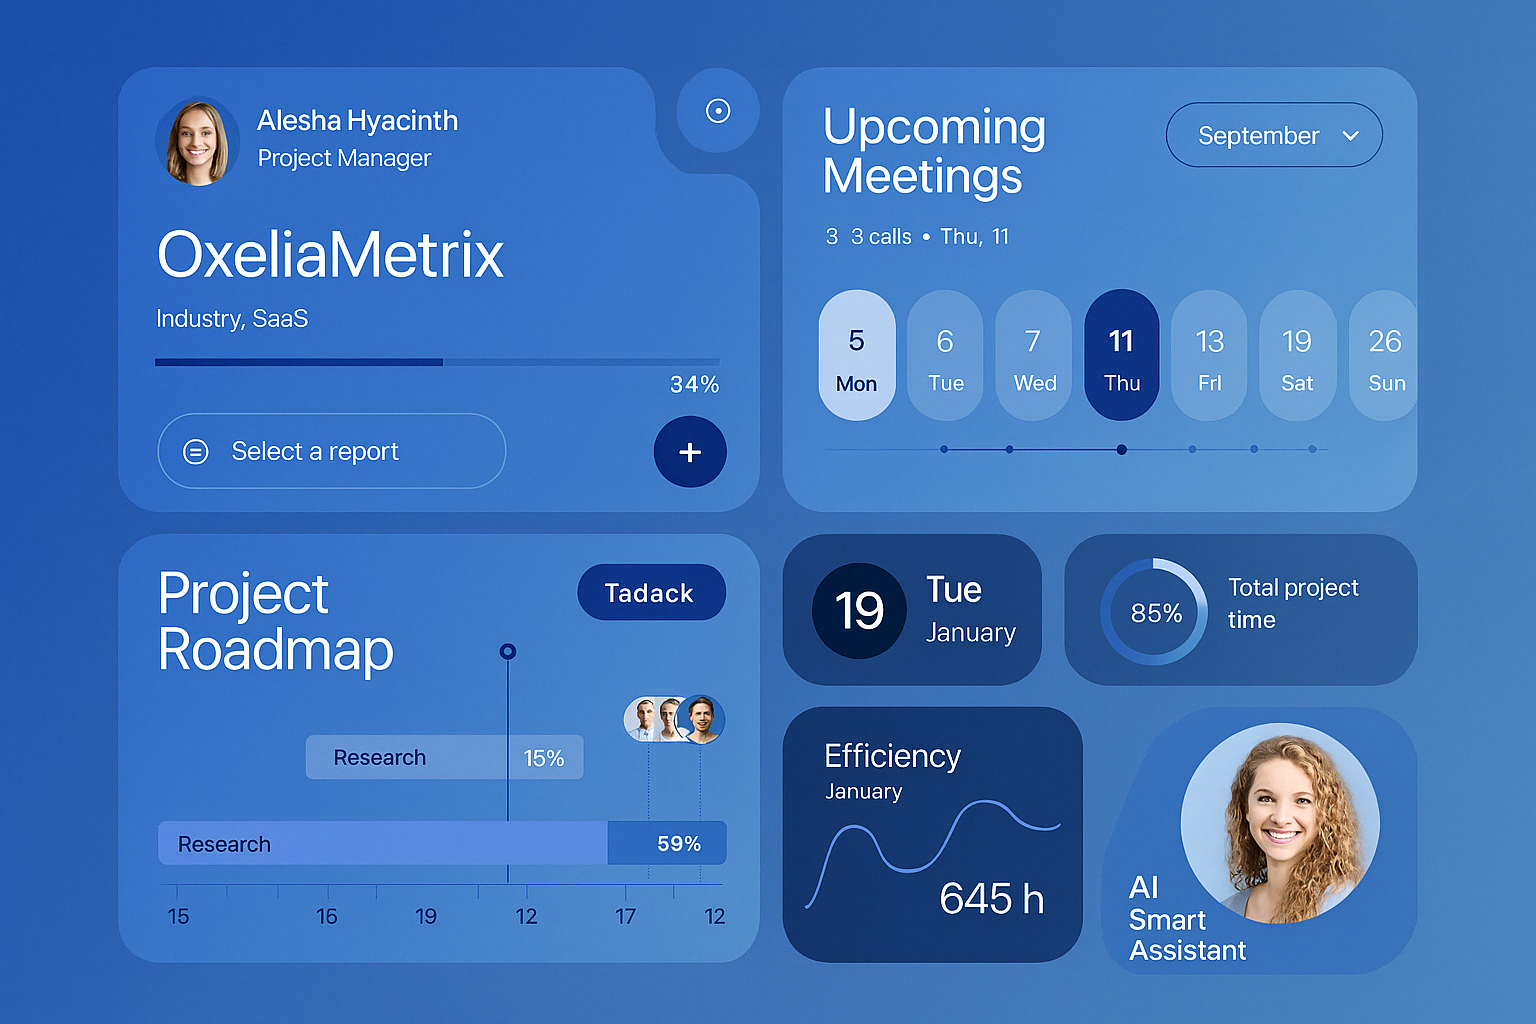 Alesha Hyacinth
Project Manager
OxeliaMetrix
Industry, SaaS
34%
Select a report
Upcoming
Meetings
September
3 3 calls • Thu, 11
5 6 7 11 13 19 26
Mon Tue Wed Thu Frl Sat Sun
Project
Roadmap
Tadack
Research 15%
Research 59%
15 16 19 12 17 12
19
Tue
January
85%
Total project
time
Efficiency
January
645 h
AI
Smart
Assistant